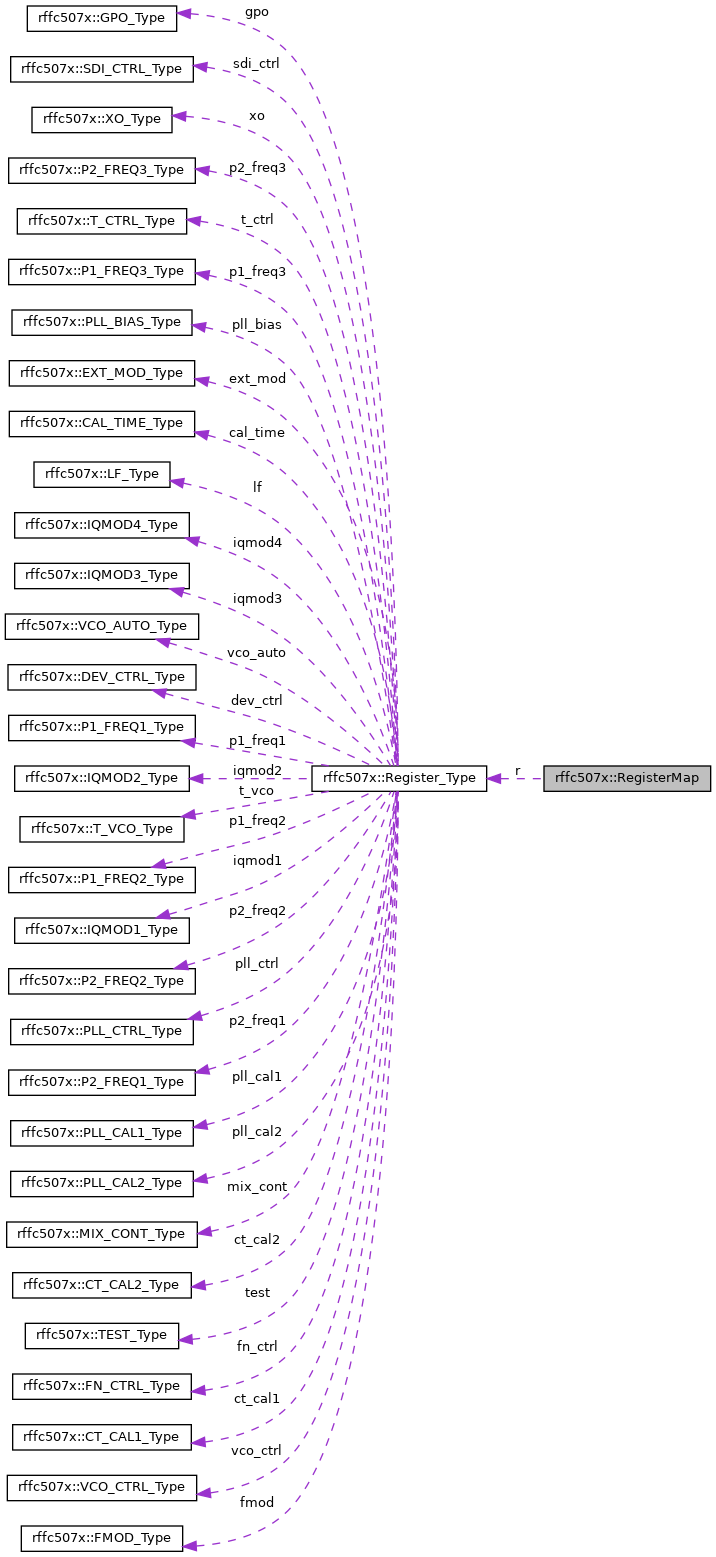 rffc507x::GPO_Type
gpo
rffc507x::SDI_CTRL_Type
sdi_ctrl
rffc507x::XO_Type
xo
rffc507x::P2_FREQ3_Type
p2_freq3
rffc507x::T_CTRL_Type
t_ctrl
rffc507x::P1_FREQ3_Type
p1_freq3
rffc507x::PLL_BIAS_Type
pll_bias
rffc507x::EXT_MOD_Type
ext_mod
rffc507x::CAL_TIME_Type
cal_time
rffc507x::LF_Type
lf
rffc507x::IQMOD4_Type
iqmod4
rffc507x::IQMOD3_Type
iqmod3
rffc507x::VCO_AUTO_Type
vco_auto
rffc507x::DEV_CTRL_Type
dev_ctrl
rffc507x::P1_FREQ1_Type
p1_freq1
rffc507x::IQMOD2_Type
iqmod2
rffc507x::Register_Type
r
rffc507x::RegisterMap
t_vco
rffc507x::T_VCO_Type
p1_freq2
rffc507x::P1_FREQ2_Type
iqmod1
rffc507x::IQMOD1_Type
p2_freq2
rffc507x::P2_FREQ2_Type
pll_ctrl
rffc507x::PLL_CTRL_Type
p2_freq1
rffc507x::P2_FREQ1_Type
pll_cal1
rffc507x::PLL_CAL1_Type
pll_cal2
rffc507x::PLL_CAL2_Type
mix_cont
rffc507x::MIX_CONT_Type
ct_cal2
rffc507x::CT_CAL2_Type
test
rffc507x::TEST_Type
fn_ctrl
rffc507x::FN_CTRL_Type
ct_cal1
rffc507x::CT_CAL1_Type
vco_ctrl
rffc507x::VCO_CTRL_Type
fmod
rffc507x::FMOD_Type